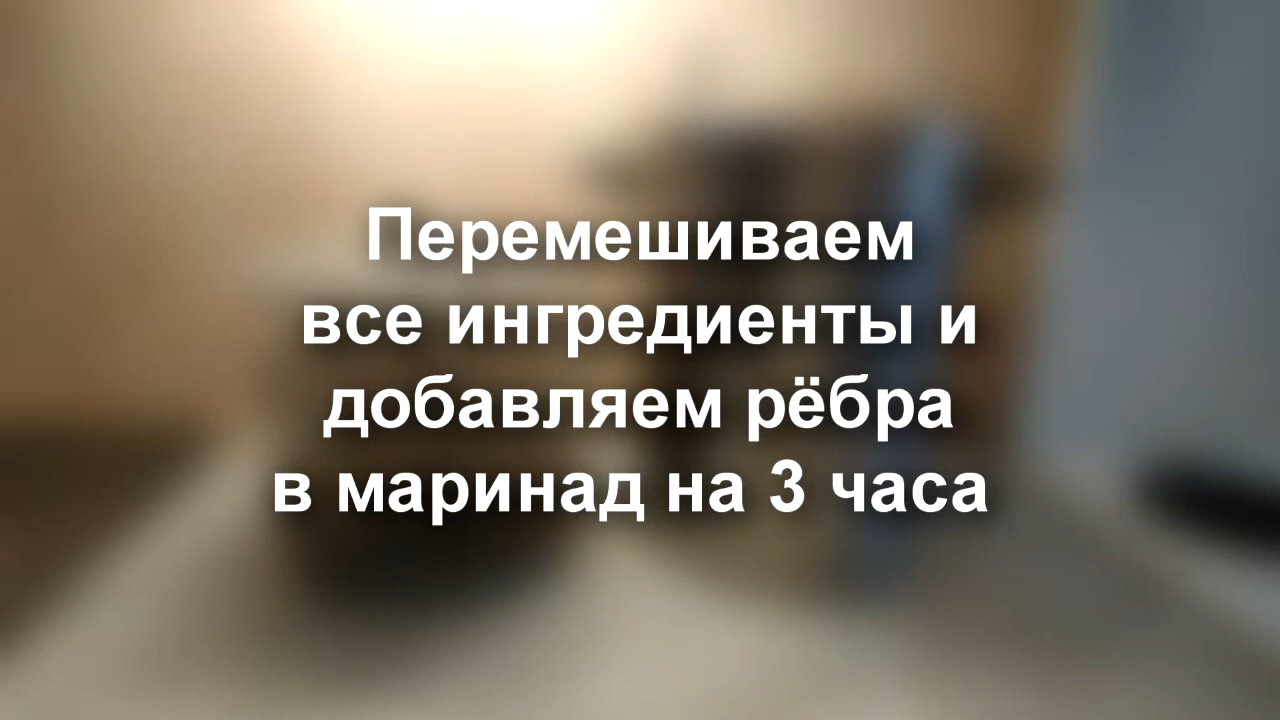 Перемешиваем
все ингредиенты и
добавляем рёбра
в маринад на 3 часа